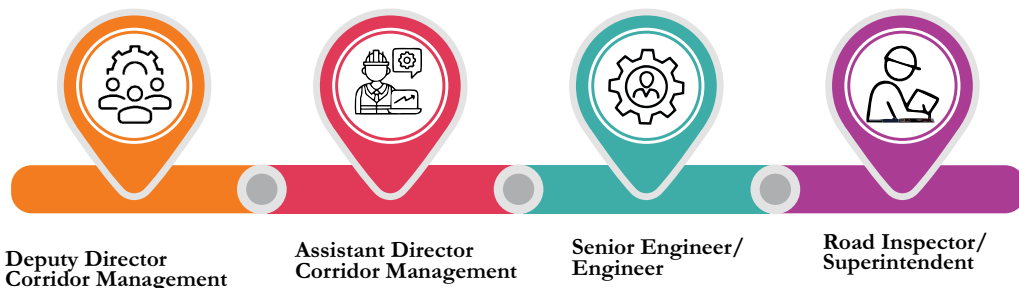 Deputy Director
Corridor Management
Assistant Director
Corridor Management
Senior Engineer/
Engineer
Road Inspector/
Superintendent